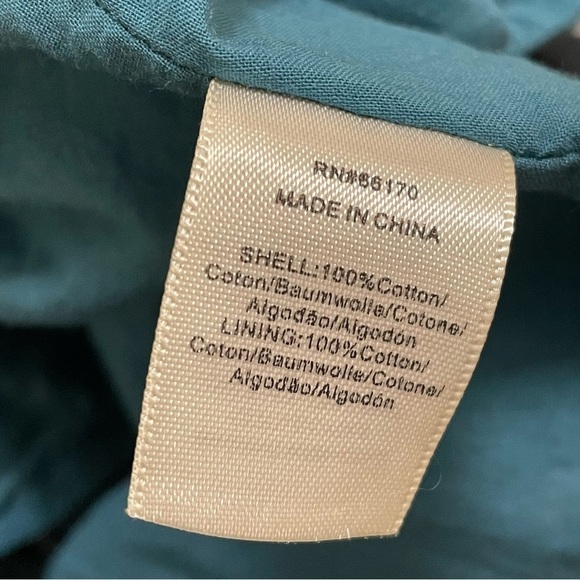 RN#66170
MADE IN CHINA
SHELL:100%Cotton/
Coton/Baumwolle/Cotone/
Algodão/Algodón
LINING:100%Cotton/
Coton/Baumwolle/Cotone/
Algodão/Algodón